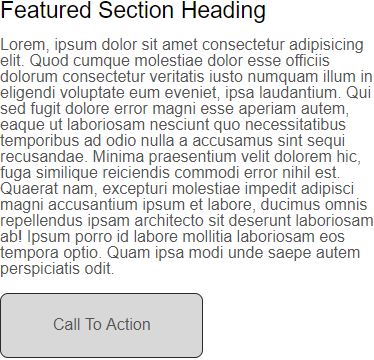 Featured Section Heading
Lorem, ipsum dolor sit amet consectetur adipisicing
elit. Quod cumque molestiae dolor esse officiis
dolorum consectetur veritatis iusto numquam illum in
eligendi voluptate eum eveniet, ipsa laudantium. Qui
sed fugit dolore error magni esse aperiam autem,
eaque ut laboriosam nesciunt quo necessitatibus
temporibus ad odio nulla a accusamus sint sequi
recusandae. Minima praesentium velit dolorem hic,
fuga similique reiciendis commodi error nihil est.
Quaerat nam, excepturi molestiae impedit adipisci
magni accusantium ipsum et labore, ducimus omnis
repellendus ipsam architecto sit deserunt laboriosam
ab! Ipsum porro id labore mollitia laboriosam eos
tempora optio. Quam ipsa modi unde saepe autem
perspiciatis odit.
Call To Action